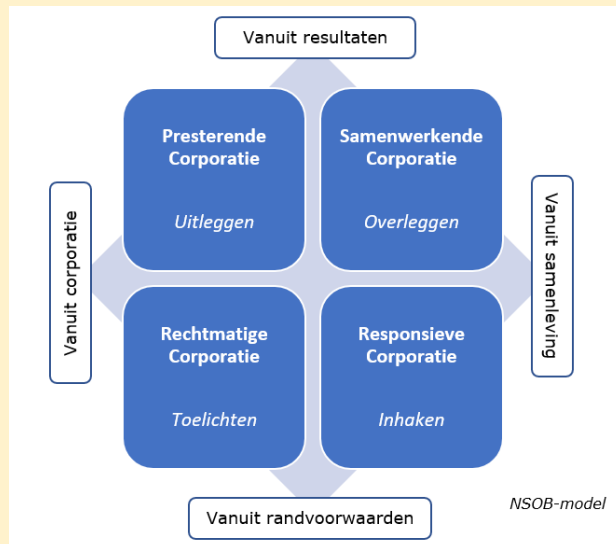 Vanuit resultaten
Presterende
Corporatie
Uitleggen
Samenwerkende
Corporatie
Overleggen
Vanuit corporatie
Vanuit samenleving
Rechtmatige
Corporatie
Toelichten
Responsieve
Corporatie
Inhaken
Vanuit randvoorwaarden
NSOB-model